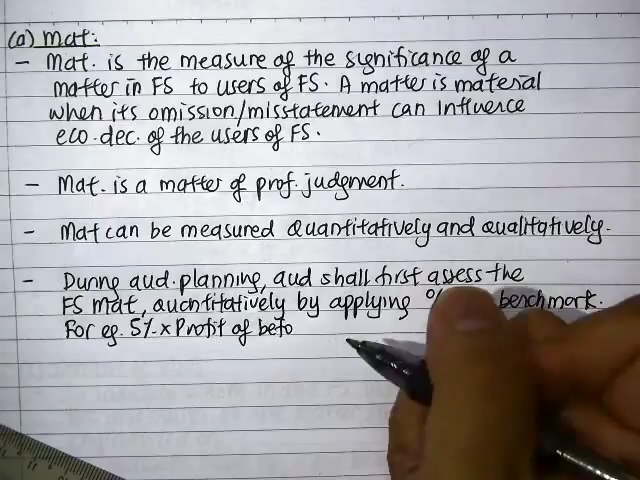 (a) Mat:
- Mat. is the measure of the significance of a
matter in FS to users of FS. A matter is material
when its omission/misstatement can influence
eco. dec. of the users of FS.
- Mat. is a matter of prof. judgment.
- Mat can be measured quantitatively and qualitatively.
- During aud. planning, aud shall first assess the
FS mat, quantitatively by applying % benchmark.
For eg. 5% x Profit of befo